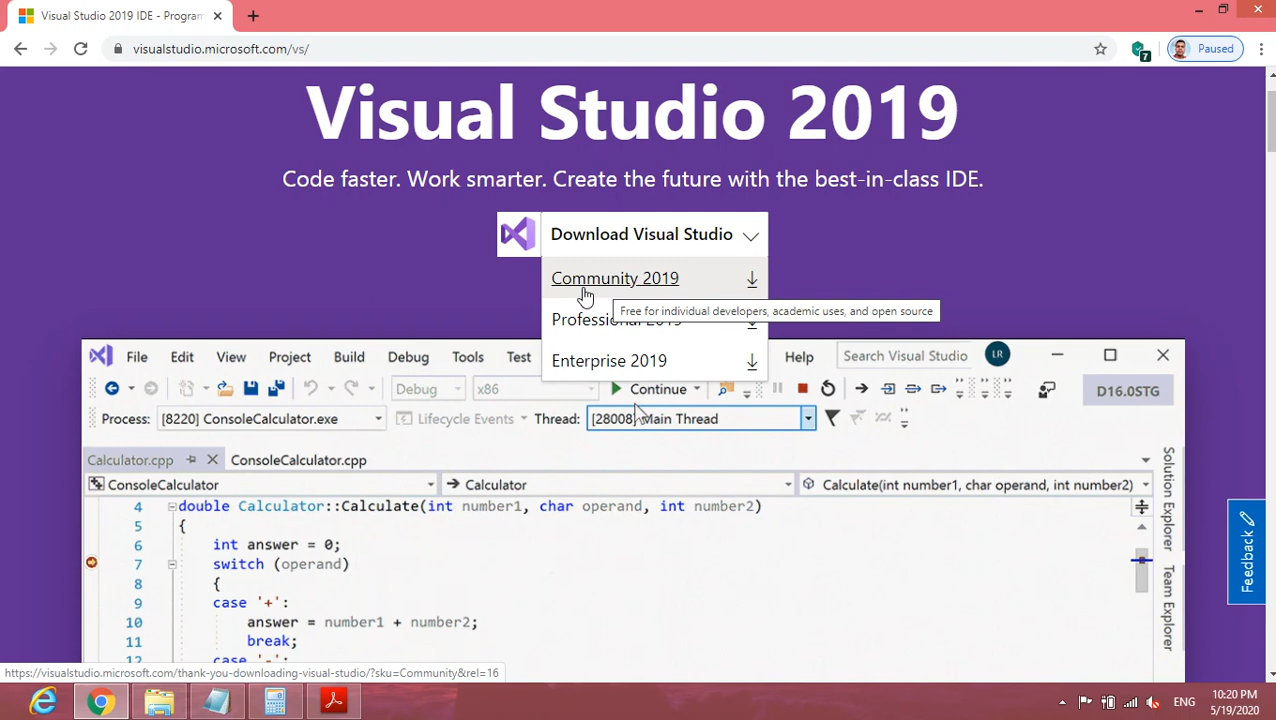 Visual Studio 2019 IDE - Program
visualstudio.microsoft.com/vs/
7
Paused
Visual Studio 2019
Code faster. Work smarter. Create the future with the best-in-class IDE.
Download Visual Studio
Community 2019
Free for individual developers, academic uses, and open source
Professional 2019
Enterprise 2019
File Edit View Project Build Debug Tools Test Help Search Visual Studio LR
Debug x86 Continue D16.0STG
Process: [8220] ConsoleCalculator.exe Lifecycle Events Thread: [28008] Main Thread
Calculator.cpp ConsoleCalculator.cpp
ConsoleCalculator Calculator Calculate(int number1, char operand, int number2)
4 double Calculator::Calculate(int number1, char operand, int number2)
5 {
6 int answer = 0;
7 switch (operand)
8 {
9 case '+':
10 answer = number1 + number2;
11 break;
12 case '-':
Solution Explorer
Team Explorer
Feedback
https://visualstudio.microsoft.com/thank-you-downloading-visual-studio/?sku=Community&rel=16
ENG
10:20 PM
5/19/2020